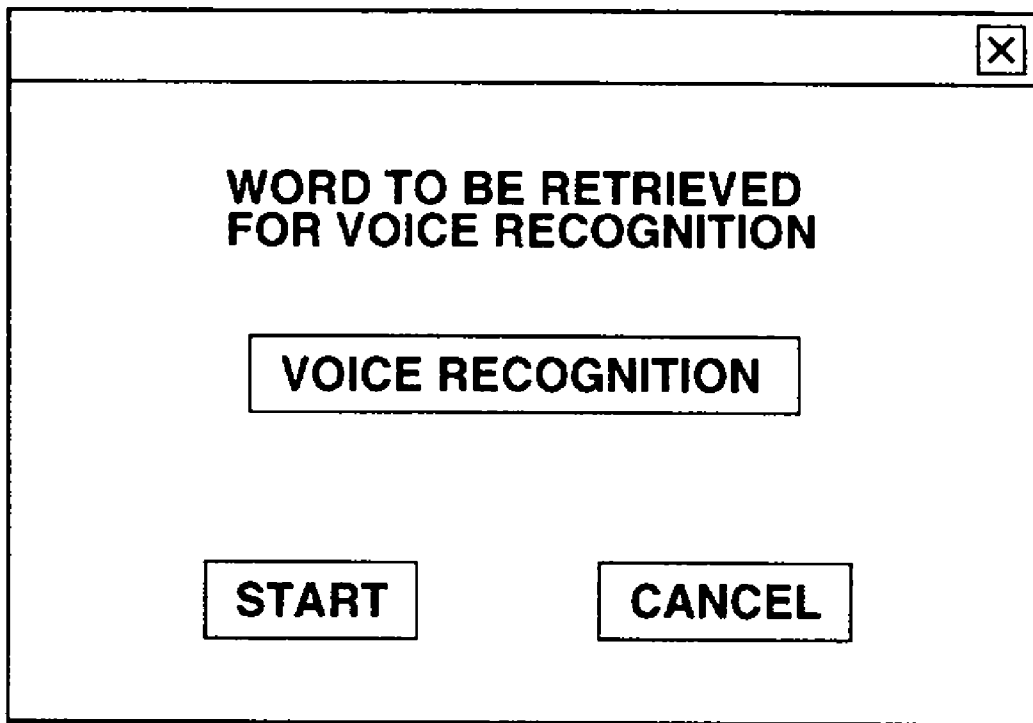 WORD TO BE RETRIEVED
FOR VOICE RECOGNITION
VOICE RECOGNITION
START
CANCEL